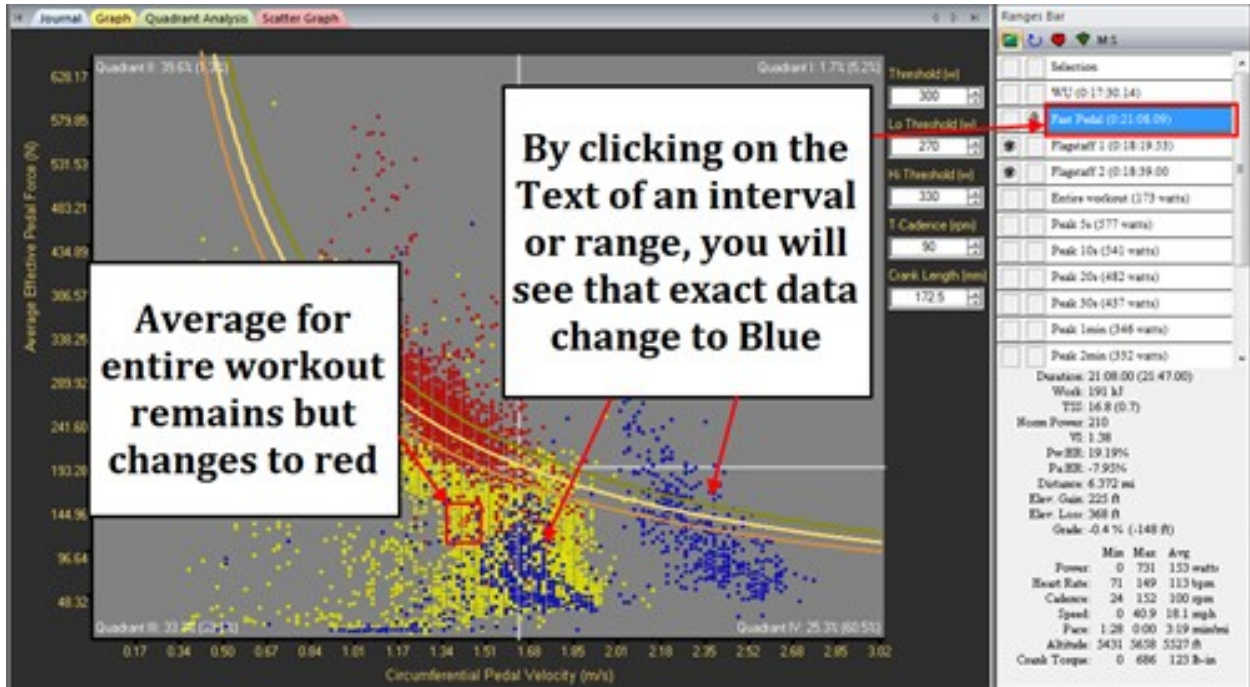 Journal Graph Quadrant Analysis Scatter Graph
Quadrant II: 39.6%
Quadrant I: 1.7% (5.2%)
628.17
579.85
531.53
483.21
434.89
386.57
338.25
289.92
241.60
193.28
144.96
96.64
48.32
Average Effective Pedal Force (N)
By clicking on the
Text of an interval
or range, you will
see that exact data
change to Blue
Average for
entire workout
remains but
changes to red
Quadrant III:
Quadrant IV: 25.3% (60.5%)
0.17 0.34 0.50 0.67 0.84 1.01 1.17 1.34 1.51 1.68 1.85 2.01 2.18 2.35 2.52 2.68 2.85 3.02
Circumferential Pedal Velocity (m/s)
Threshold (w)
300
Lo Threshold (w)
270
Hi Threshold (w)
330
T Cadence (rpm)
90
Crank Length (mm)
172.5
Ranges Bar
M:S
Selection
WU (0:17:30.14)
Fast Pedal (0:21:08.09)
Flagstaff 1 (0:18:19.53)
Flagstaff 2 (0:18:39.00
Entire workout (173 watts)
Peak 5s (577 watts)
Peak 10s (541 watts)
Peak 20s (482 watts)
Peak 30s (437 watts)
Peak 1min (346 watts)
Peak 2min (332 watts)
Duration: 21:08.00 (21:47.00)
Work: 191 kJ
TSS: 16.8 (0.7)
Norm Power: 210
VI: 1.38
Pw:HR: 19.19%
Pa:HR: -7.95%
Distance: 6.372 mi
Elev. Gain: 225 ft
Elev. Loss: 368 ft
Grade: -0.4 % (-148 ft)
Min Max Avg
Power: 0 731 153 watts
Heart Rate: 71 149 113 bpm
Cadence: 24 152 100 rpm
Speed: 0 40.9 18.1 mph
Pace: 1:28 0:00 3:19 min/mi
Altitude: 5431 5658 5527 ft
Crank Torque: 0 686 123 lb-in